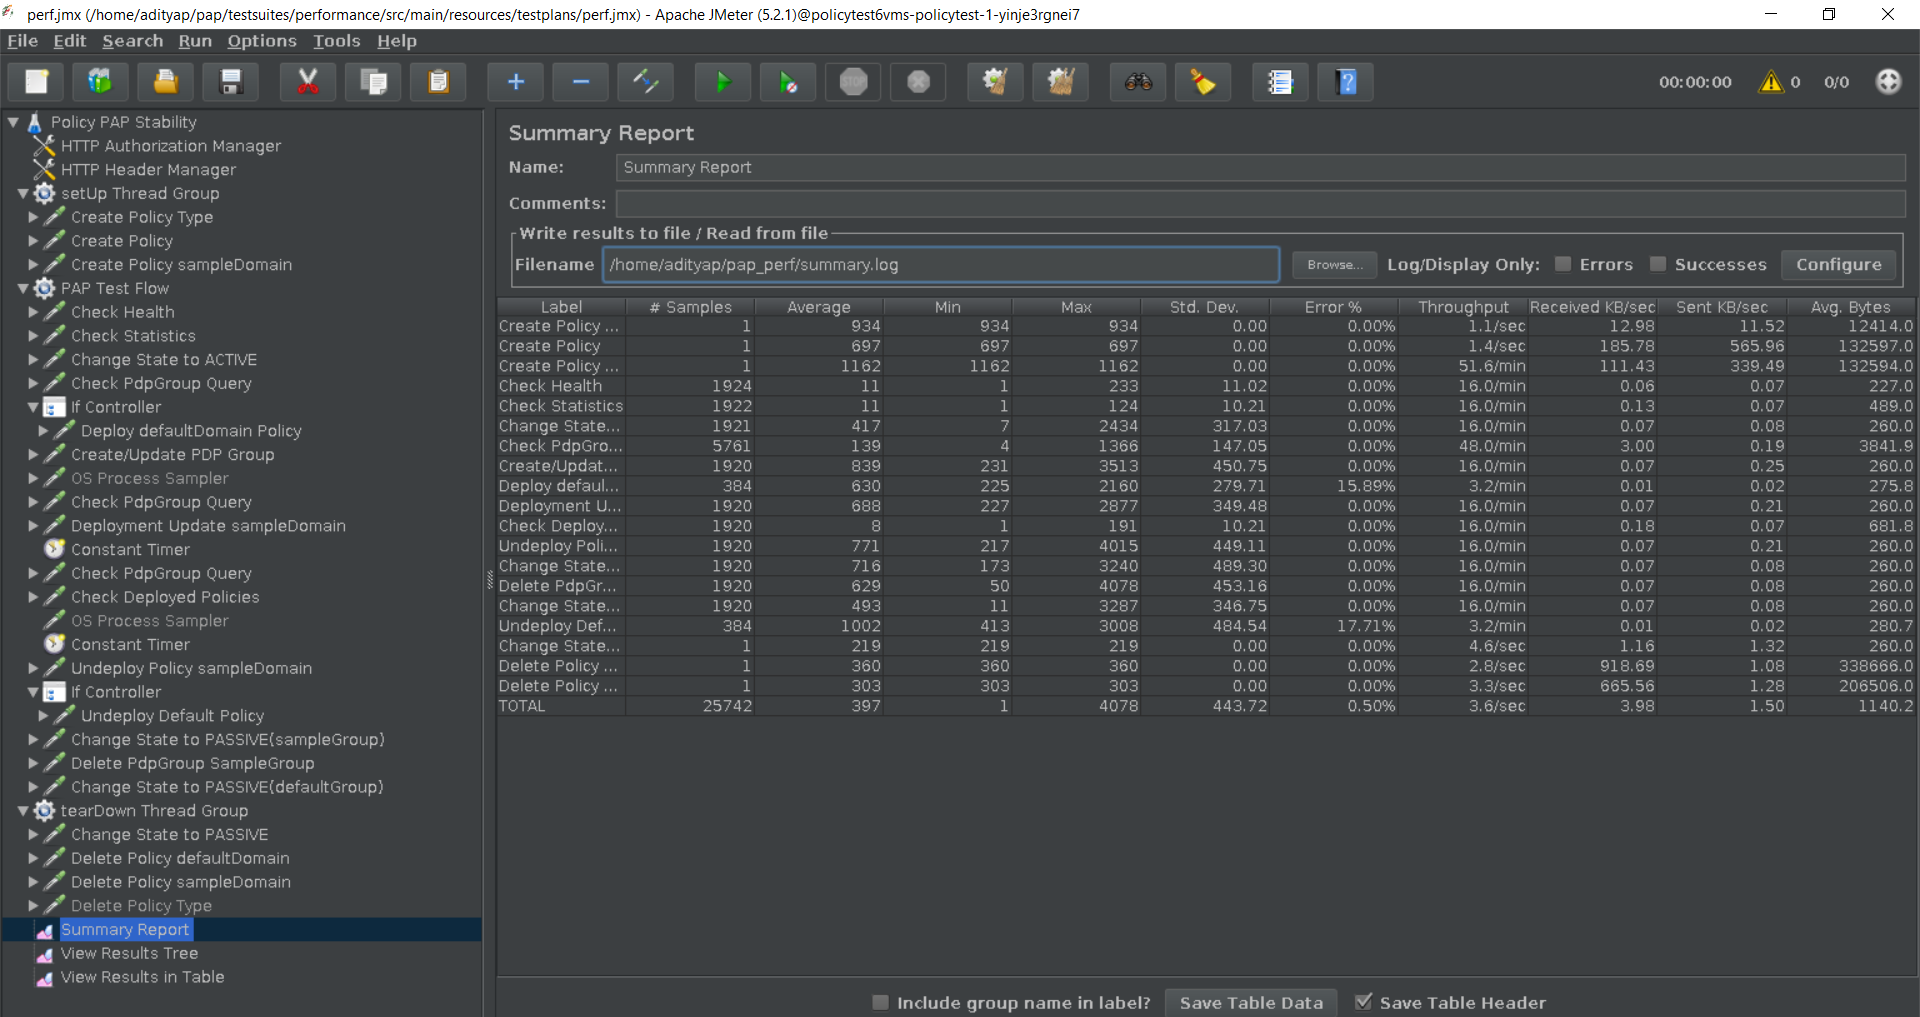 perf.jmx (/home/adityap/pap/testsuites/performance/src/main/resources/testplans/perf.jmx) - Apache JMeter (5.2.1)@policytest6vms-policytest-1-yinje3rgnei7
File Edit Search Run Options Tools Help
STOP 00:00:00 0 0/0
Policy PAP Stability
HTTP Authorization Manager
HTTP Header Manager
setUp Thread Group
Create Policy Type
Create Policy
Create Policy sampleDomain
PAP Test Flow
Check Health
Check Statistics
Change State to ACTIVE
Check PdpGroup Query
If Controller
Deploy defaultDomain Policy
Create/Update PDP Group
OS Process Sampler
Check PdpGroup Query
Deployment Update sampleDomain
Constant Timer
Check PdpGroup Query
Check Deployed Policies
OS Process Sampler
Constant Timer
Undeploy Policy sampleDomain
If Controller
Undeploy Default Policy
Change State to PASSIVE(sampleGroup)
Delete PdpGroup SampleGroup
Change State to PASSIVE(defaultGroup)
tearDown Thread Group
Change State to PASSIVE
Delete Policy defaultDomain
Delete Policy sampleDomain
Delete Policy Type
Summary Report
View Results Tree
View Results in Table
Summary Report
Name: Summary Report
Comments:
Write results to file / Read from file
Filename /home/adityap/pap_perf/summary.log Browse... Log/Display Only: Errors Successes Configure
Label # Samples Average Min Max Std. Dev. Error % Throughput Received KB/sec Sent KB/sec Avg. Bytes
Create Policy ... 1 934 934 934 0.00 0.00% 1.1/sec 12.98 11.52 12414.0
Create Policy 1 697 697 697 0.00 0.00% 1.4/sec 185.78 565.96 132597.0
Create Policy ... 1 1162 1162 1162 0.00 0.00% 51.6/min 111.43 339.49 132594.0
Check Health 1924 11 1 233 11.02 0.00% 16.0/min 0.06 0.07 227.0
Check Statistics 1922 11 1 124 10.21 0.00% 16.0/min 0.13 0.07 489.0
Change State... 1921 417 7 2434 317.03 0.00% 16.0/min 0.07 0.08 260.0
Check PdpGro... 5761 139 4 1366 147.05 0.00% 48.0/min 3.00 0.19 3841.9
Create/Updat... 1920 839 231 3513 450.75 0.00% 16.0/min 0.07 0.25 260.0
Deploy defaul... 384 630 225 2160 279.71 15.89% 3.2/min 0.01 0.02 275.8
Deployment U... 1920 688 227 2877 349.48 0.00% 16.0/min 0.07 0.21 260.0
Check Deploy... 1920 8 1 191 10.21 0.00% 16.0/min 0.18 0.07 681.8
Undeploy Poli... 1920 771 217 4015 449.11 0.00% 16.0/min 0.07 0.21 260.0
Change State... 1920 716 173 3240 489.30 0.00% 16.0/min 0.07 0.08 260.0
Delete PdpGr... 1920 629 50 4078 453.16 0.00% 16.0/min 0.07 0.08 260.0
Change State... 1920 493 11 3287 346.75 0.00% 16.0/min 0.07 0.08 260.0
Undeploy Def... 384 1002 413 3008 484.54 17.71% 3.2/min 0.01 0.02 280.7
Change State... 1 219 219 219 0.00 0.00% 4.6/sec 1.16 1.32 260.0
Delete Policy ... 1 360 360 360 0.00 0.00% 2.8/sec 918.69 1.08 338666.0
Delete Policy ... 1 303 303 303 0.00 0.00% 3.3/sec 665.56 1.28 206506.0
TOTAL 25742 397 1 4078 443.72 0.50% 3.6/sec 3.98 1.50 1140.2
Include group name in label? Save Table Data Save Table Header